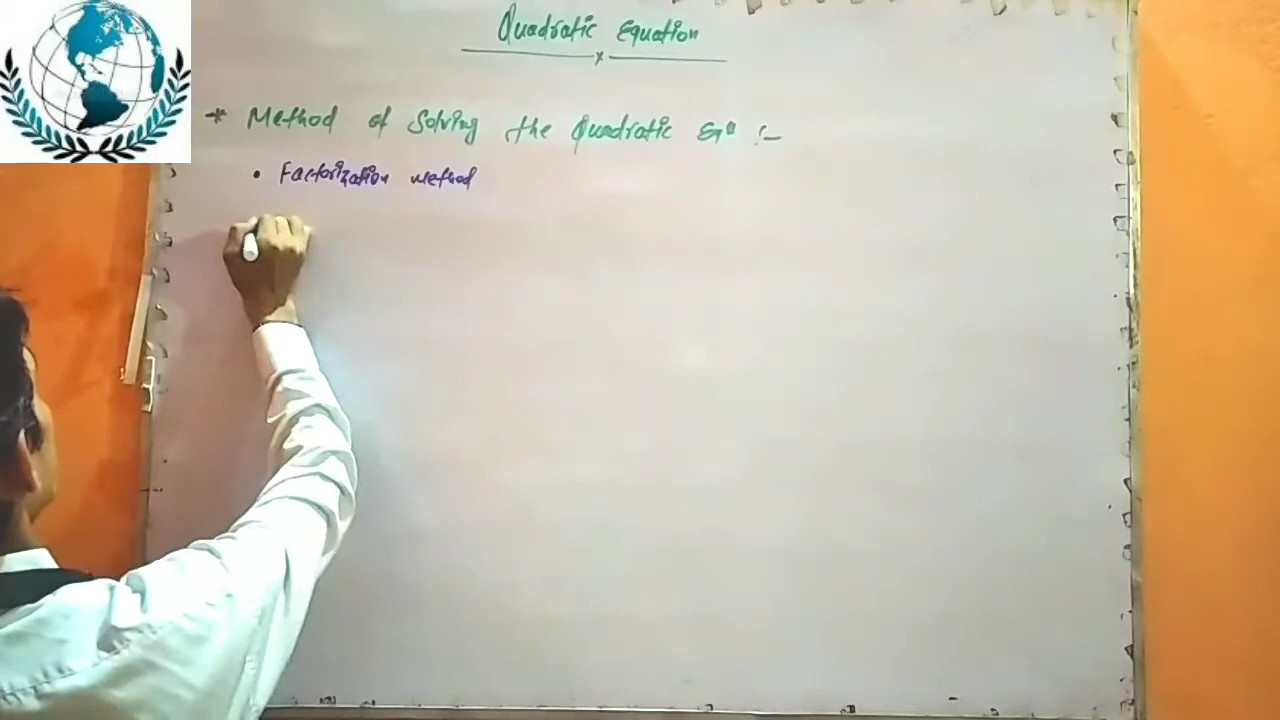 Quadratic Equation
* Method of Solving the Quadratic Eqn :-
• Factorization method